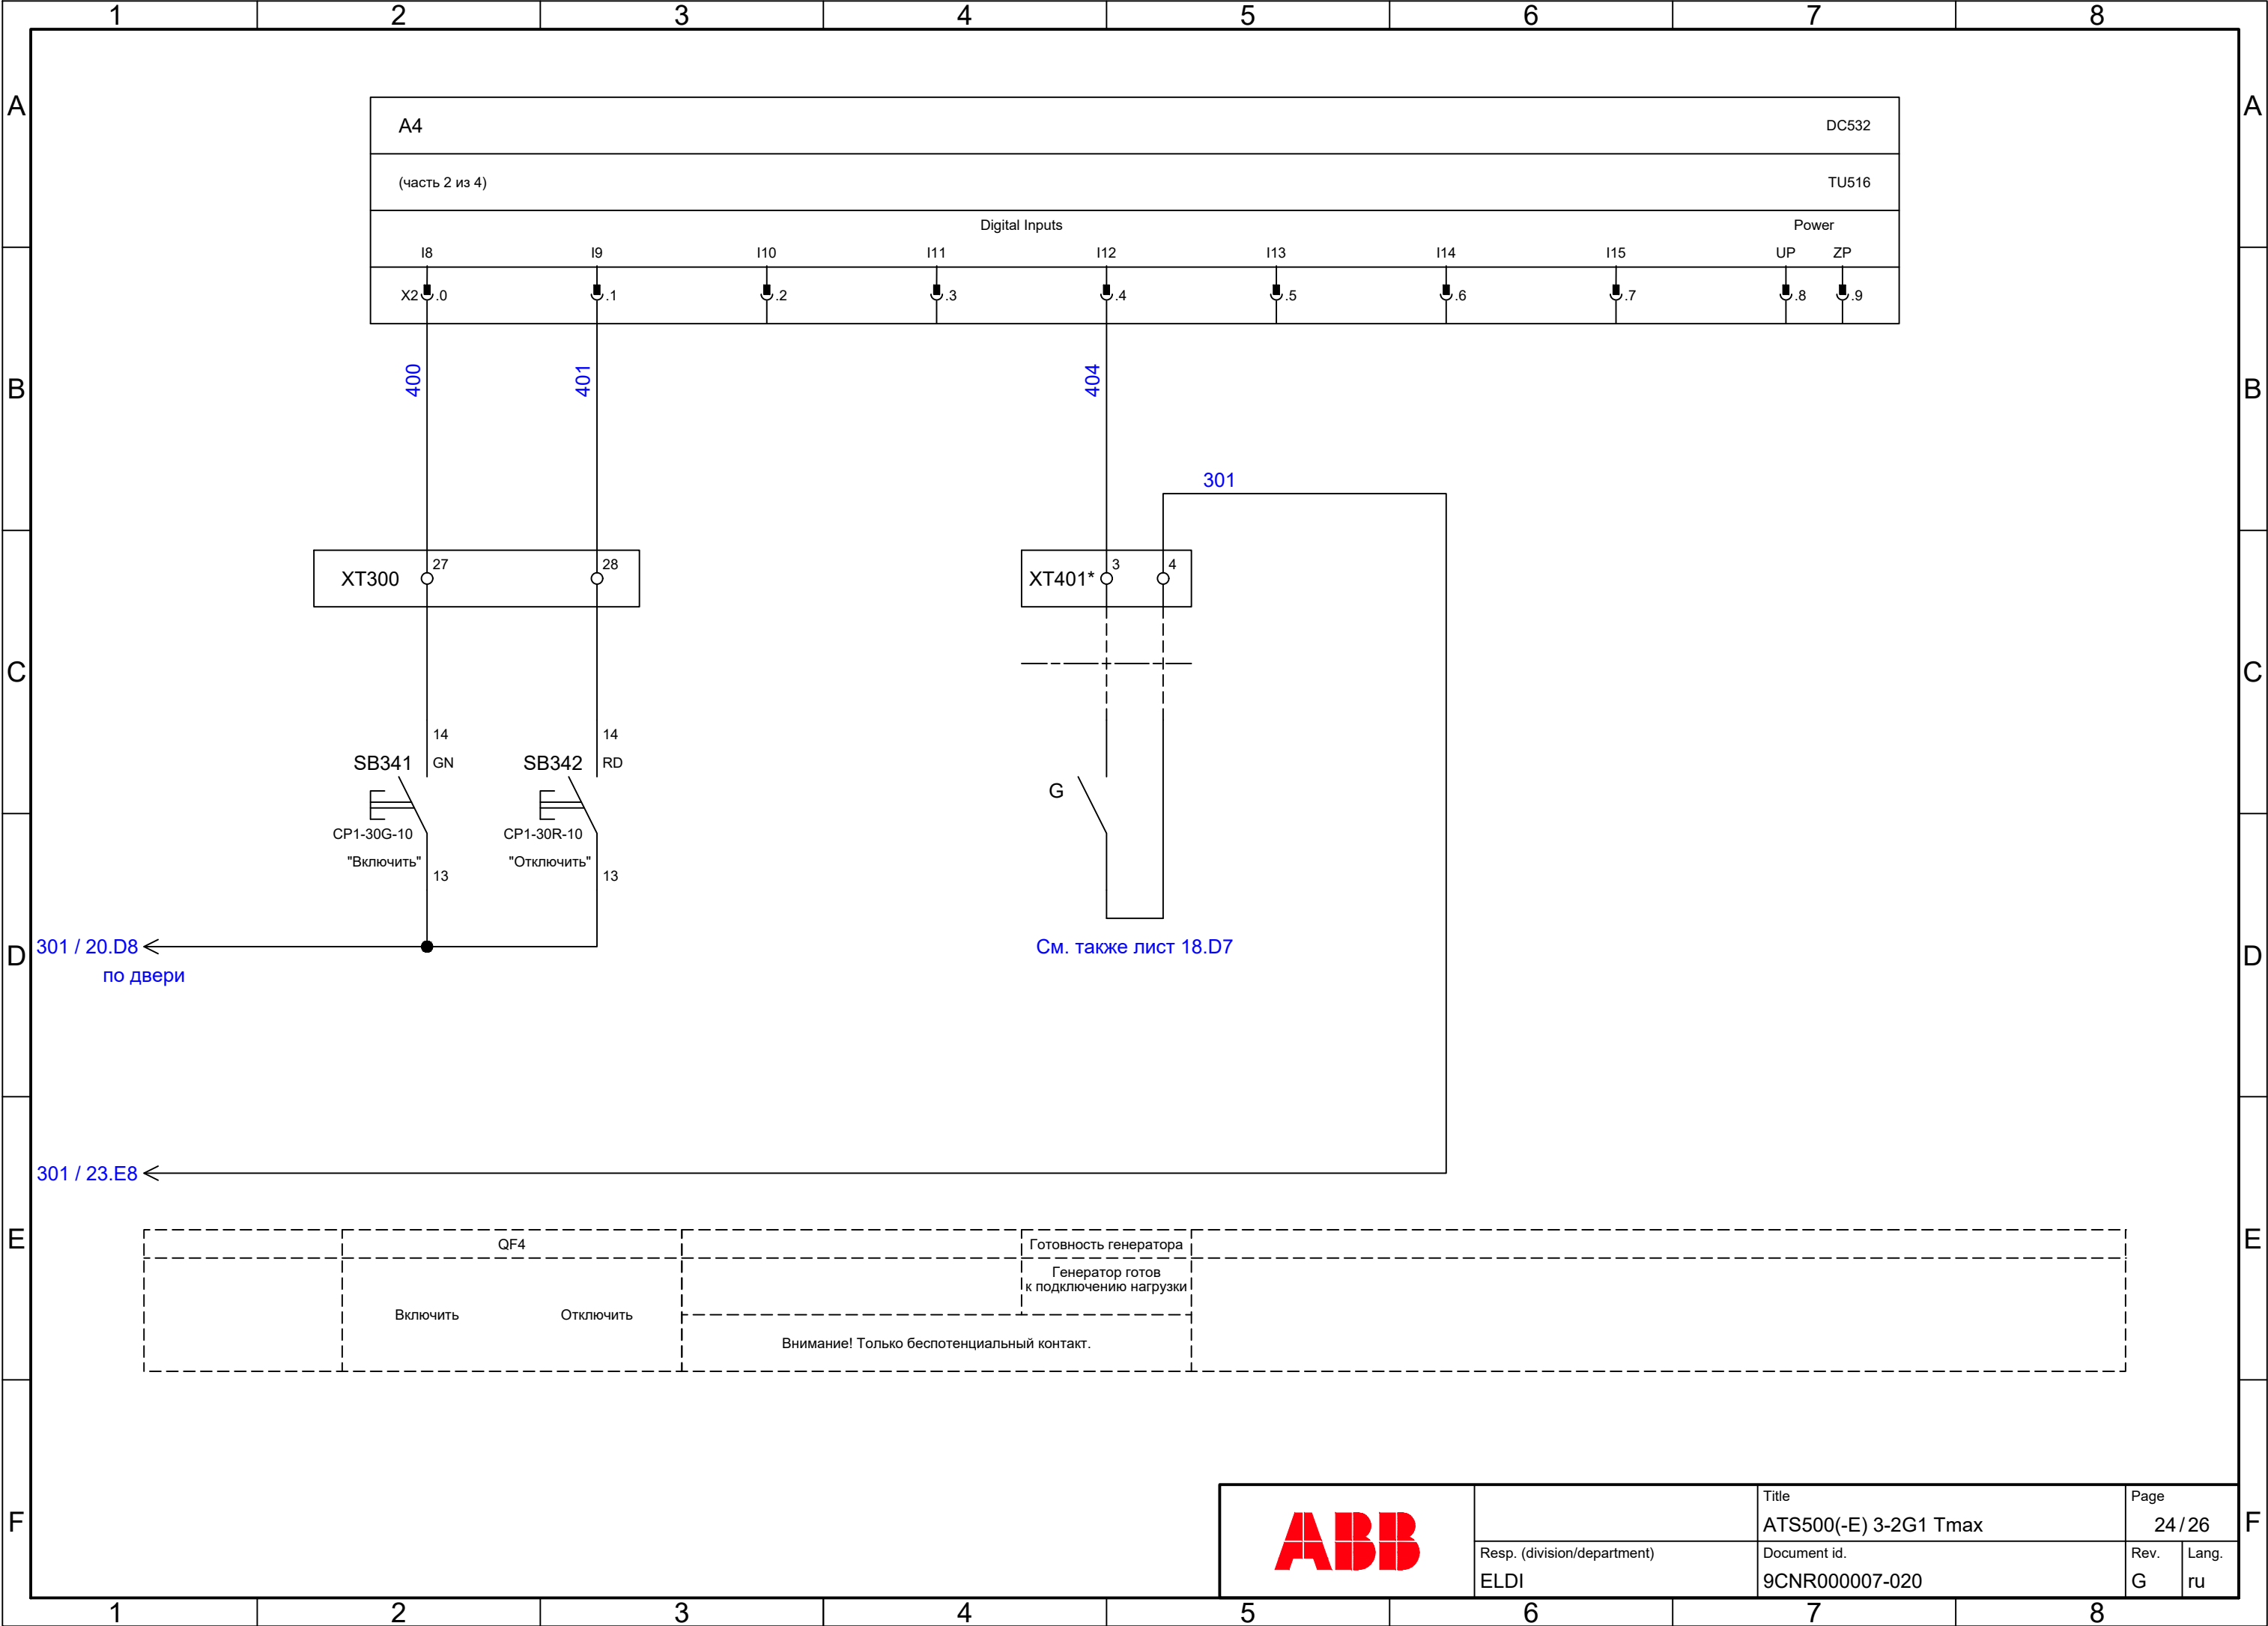 1 2 3 4 5 6 7 8
A A
A4 DC532
(часть 2 из 4) TU516
Digital Inputs Power
I8 I9 I10 I11 I12 I13 I14 I15 UP ZP
X2 .0 .1 .2 .3 .4 .5 .6 .7 .8 .9
400 401 404
B B
301
27 28 3 4
XT300 XT401*
C C
14 14
SB341 GN SB342 RD
G
CP1-30G-10 CP1-30R-10
"Включить" "Отключить"
13 13
301 / 20.D8 См. также лист 18.D7
D D
по двери
301 / 23.E8
E E
QF4 Готовность генератора
Генератор готов
к подключению нагрузки
Включить Отключить
Внимание! Только беспотенциальный контакт.
Title Page
F F
ABB
ATS500(-E) 3-2G1 Tmax 24/26
Resp. (division/department) Document id. Rev. Lang.
ELDI 9CNR000007-020 G ru
1 2 3 4 5 6 7 8